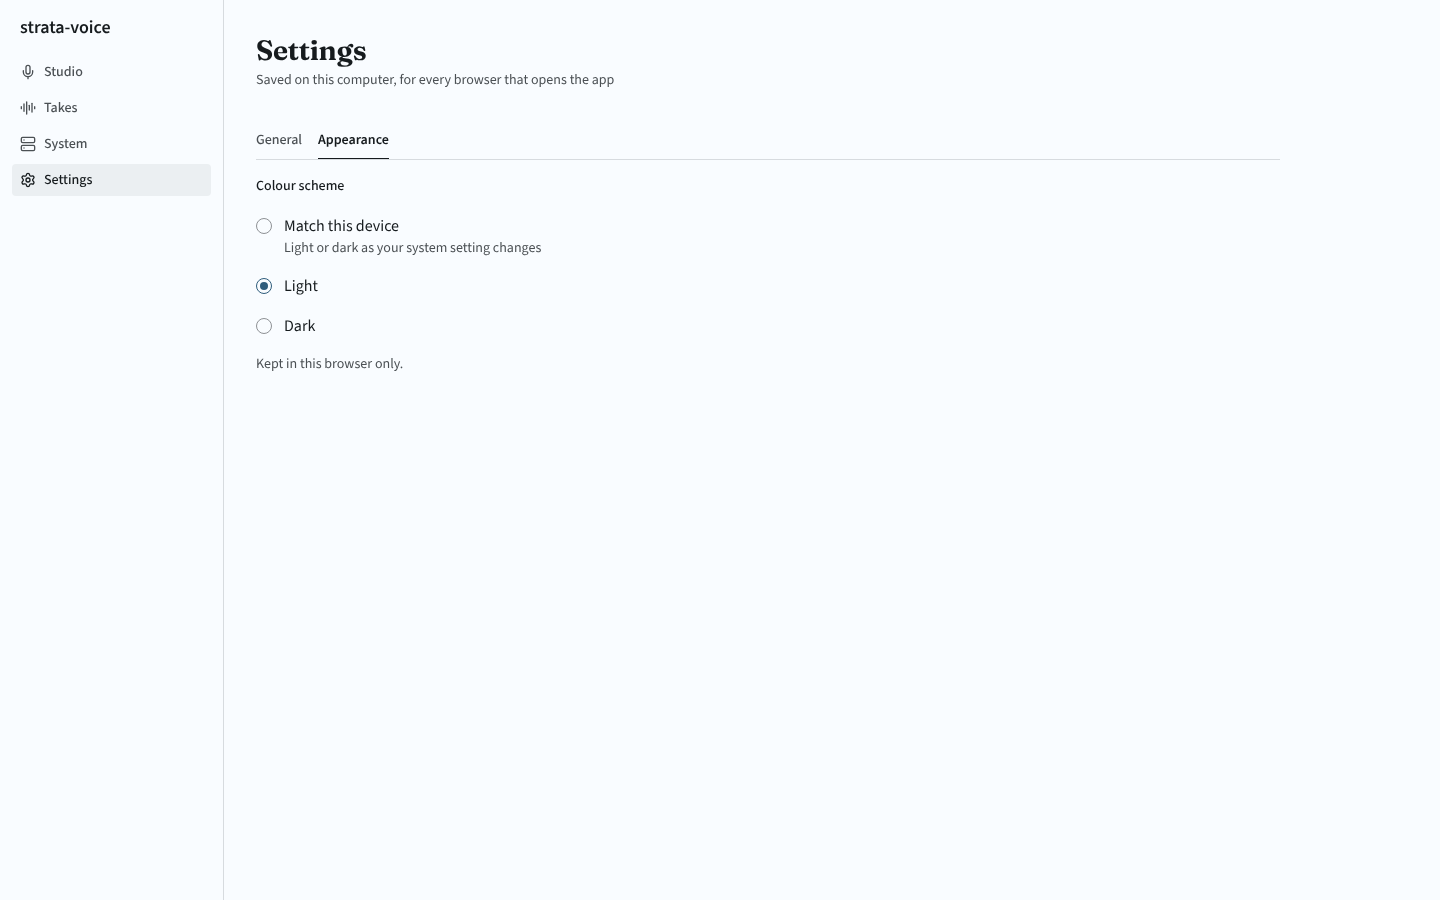 strata-voice
Studio
Takes
System
Settings
Settings
Saved on this computer, for every browser that opens the app
General
Appearance
Colour scheme
Match this device
Light or dark as your system setting changes
Light
Dark
Kept in this browser only.